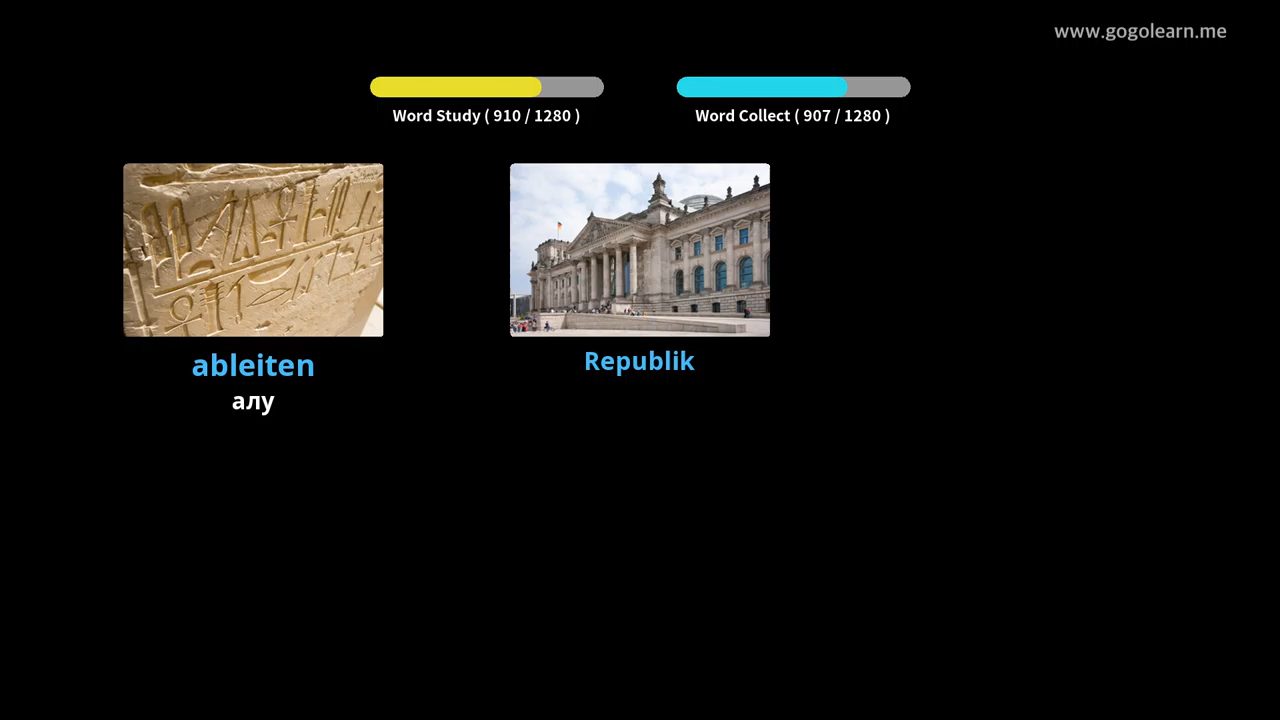 www.gogolearn.me
Word Study ( 910 / 1280 )
Word Collect ( 907 / 1280 )
ableiten
алу
Republik